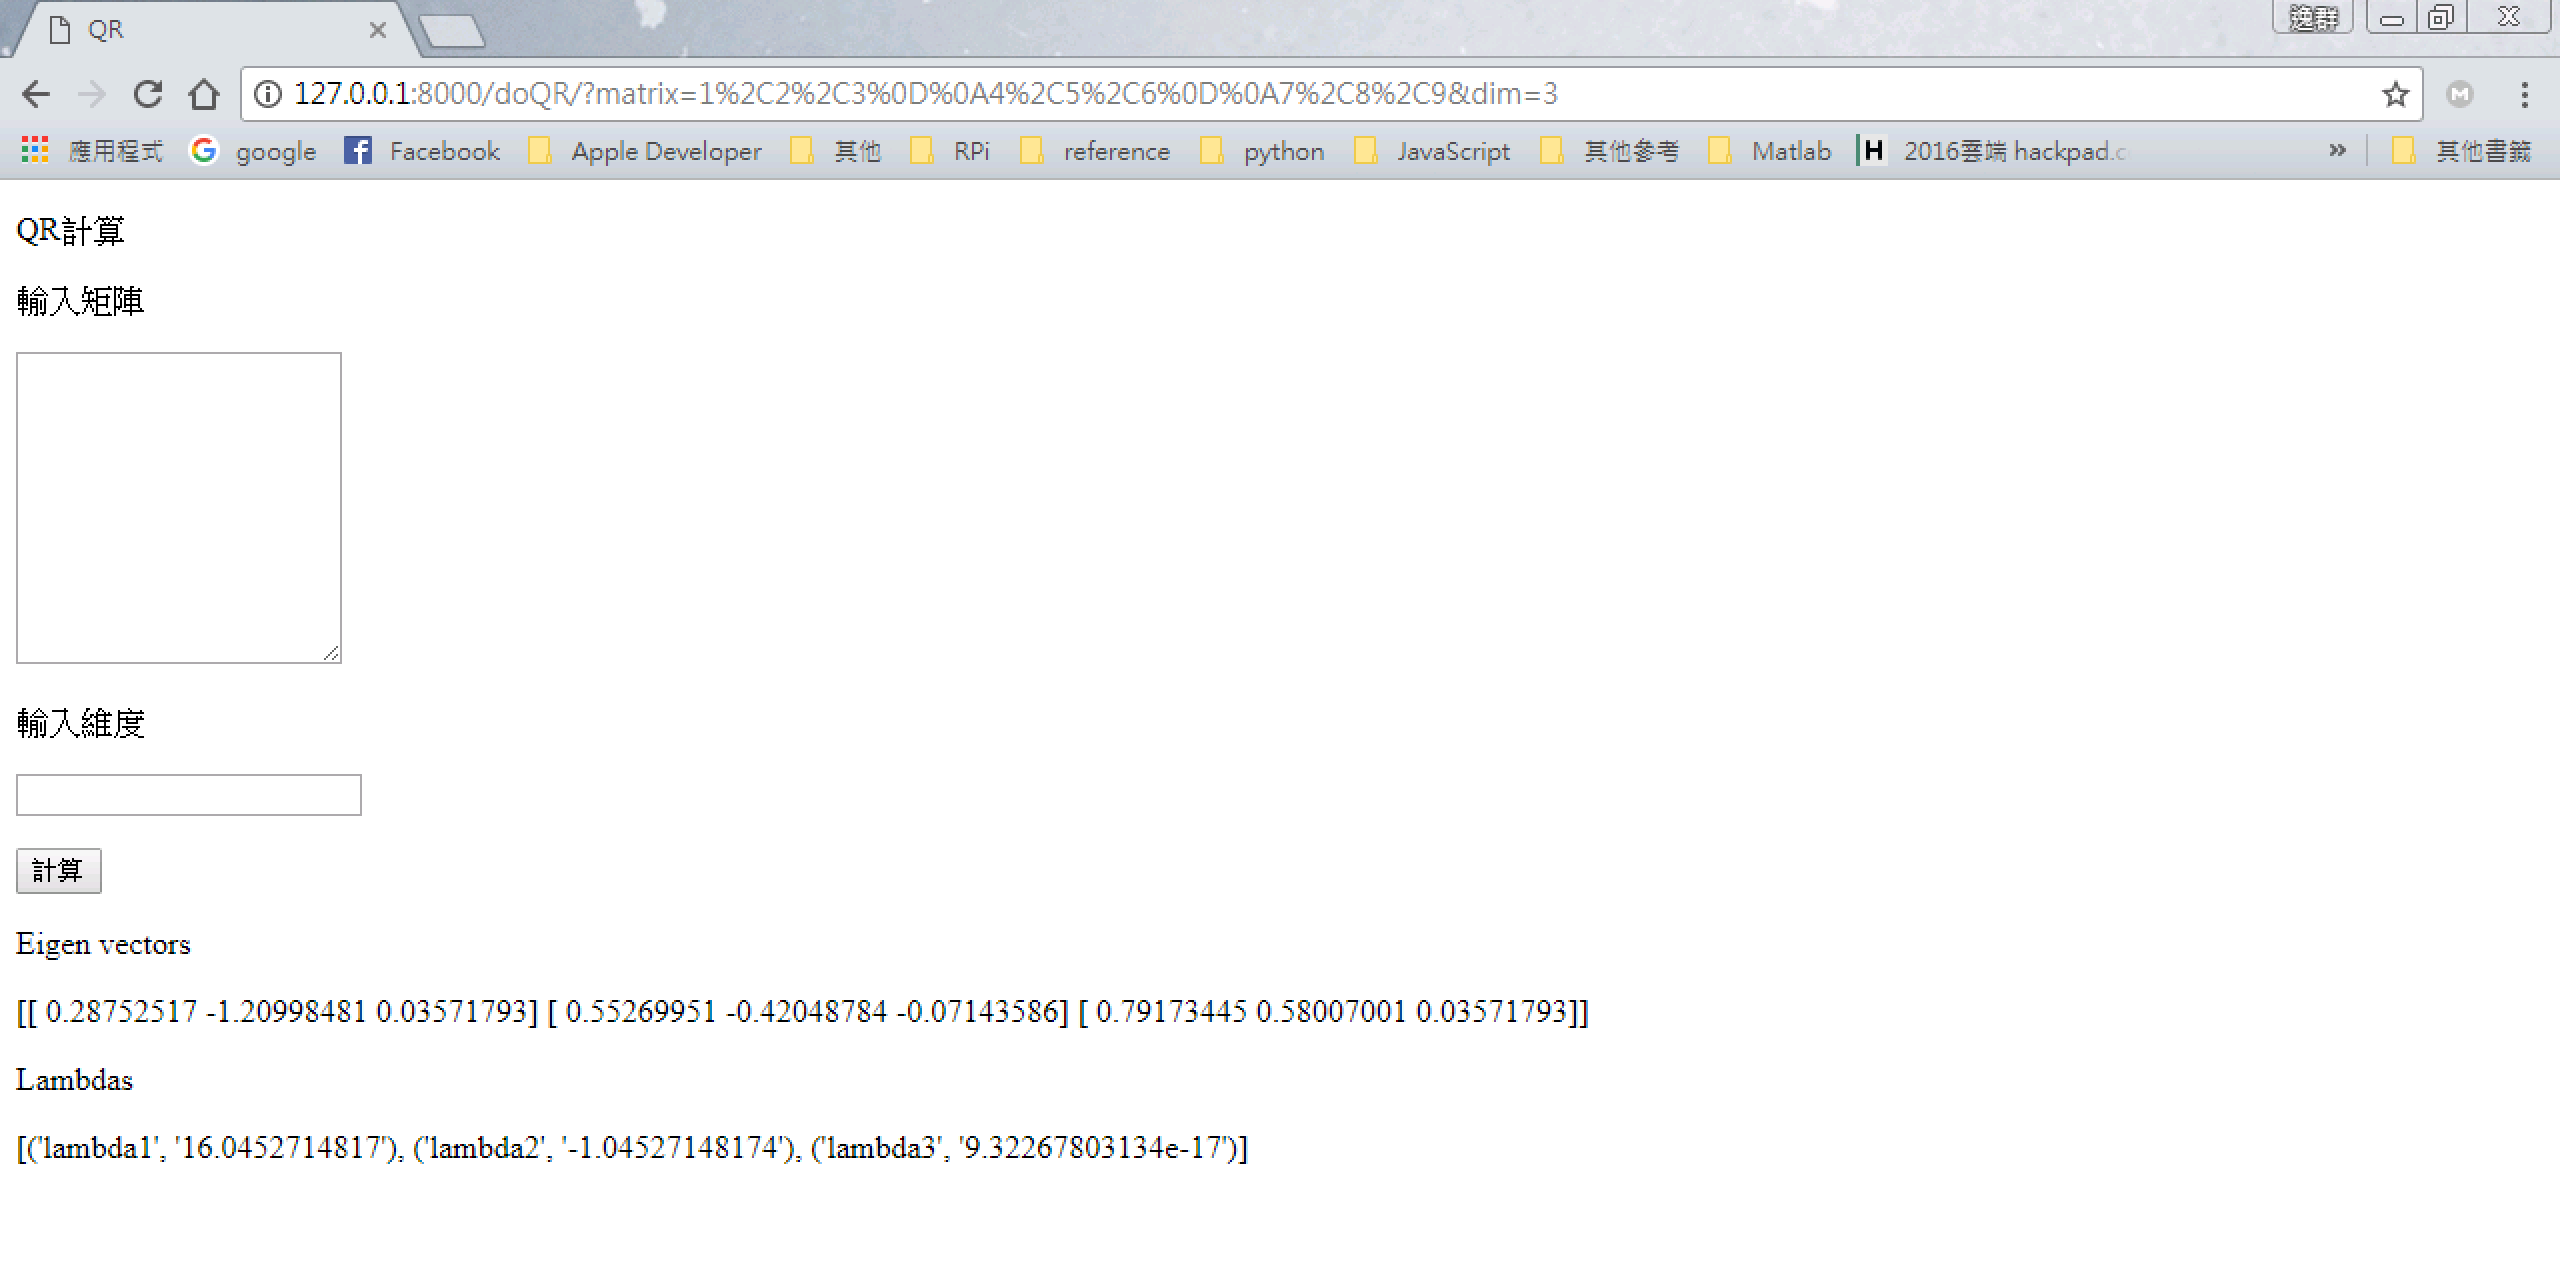 QR
逸群
127.0.0.1:8000/doQR/?matrix=1%2C2%2C3%0D%0A4%2C5%2C6%0D%0A7%2C8%2C9&dim=3
應用程式 google Facebook Apple Developer 其他 RPi reference python JavaScript 其他參考 Matlab H 2016雲端 hackpad.c » 其他書籤
QR計算
輸入矩陣
輸入維度
計算
Eigen vectors
[[ 0.28752517 -1.20998481 0.03571793] [ 0.55269951 -0.42048784 -0.07143586] [ 0.79173445 0.58007001 0.03571793]]
Lambdas
[('lambda1', '16.0452714817'), ('lambda2', '-1.04527148174'), ('lambda3', '9.32267803134e-17')]